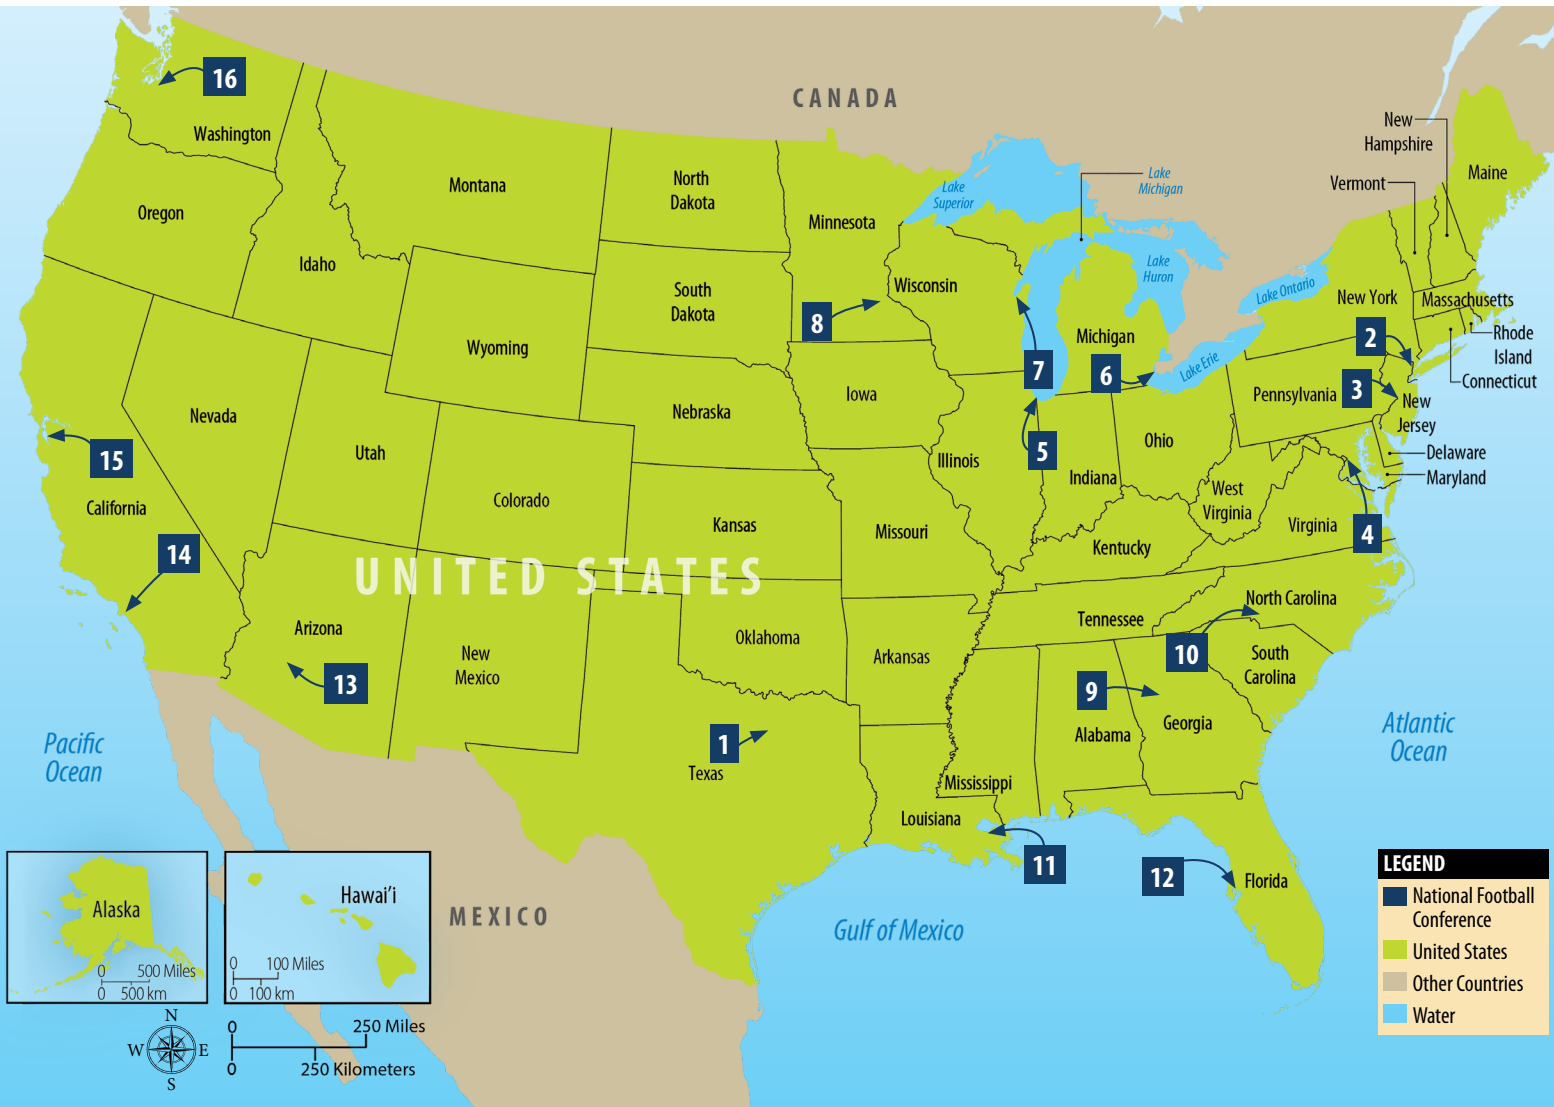 CANADA
16
Washington
Montana
North
Dakota
Minnesota
Lake
Superior
Lake
Michigan
New
Hampshire
Vermont
Maine
Oregon
Idaho
South
Dakota
Wisconsin
Lake
Huron
Lake Ontario
New York
Massachusetts
Rhode
Island
Connecticut
Wyoming
8
7
Michigan
6
Lake Erie
2
3
Pennsylvania
New
Jersey
Delaware
Maryland
Nevada
Utah
Nebraska
Iowa
Illinois
5
Indiana
Ohio
West
Virginia
Virginia
4
15
California
14
Colorado
Kansas
Missouri
Kentucky
UNITED STATES
Arizona
13
New
Mexico
Oklahoma
Arkansas
Tennessee
North Carolina
10
South
Carolina
9
Alabama
Georgia
1
Texas
Mississippi
Louisiana
11
12
Florida
Pacific
Ocean
Atlantic
Ocean
Gulf of Mexico
MEXICO
Alaska
0 500 Miles
0 500 km
Hawai’i
0 100 Miles
0 100 km
N
W E
S
0 250 Miles
0 250 Kilometers
LEGEND
National Football
Conference
United States
Other Countries
Water